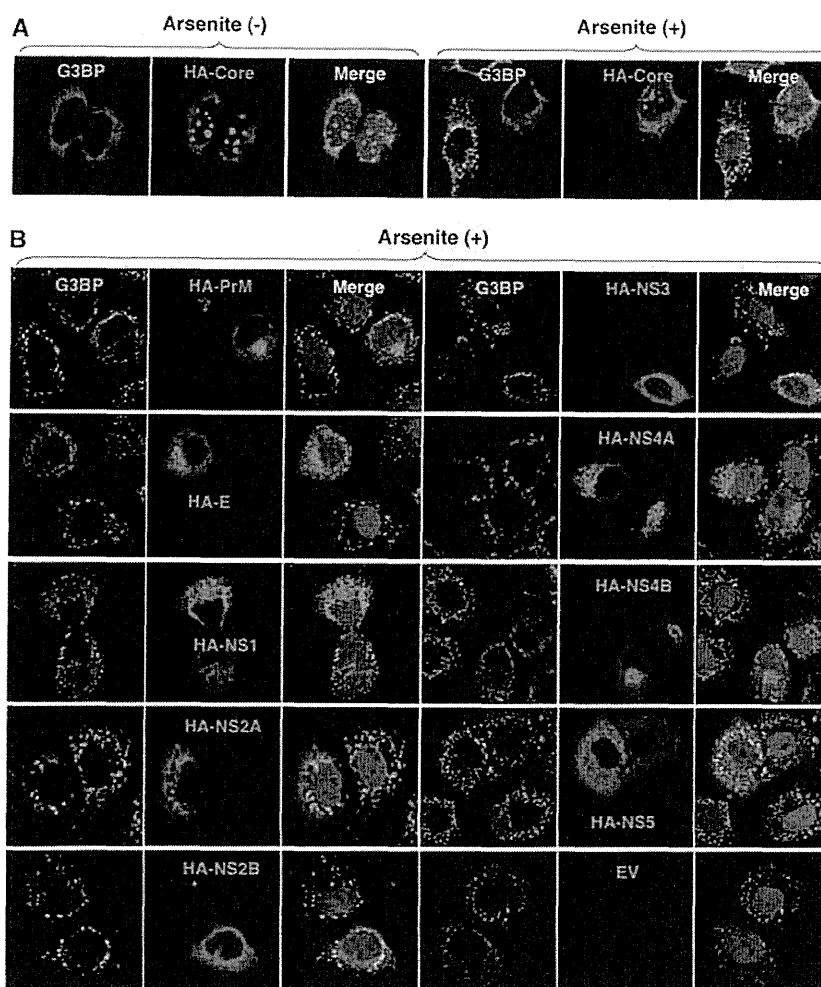 A
Arsenite (-)
Arsenite (+)
G3BP
HA-Core
Merge
G3BP
HA-Core
Merge
B
Arsenite (+)
G3BP
HA-PrM
Merge
G3BP
HA-NS3
Merge
HA-E
HA-NS4A
HA-NS1
HA-NS4B
HA-NS2A
HA-NS5
HA-NS2B
EV